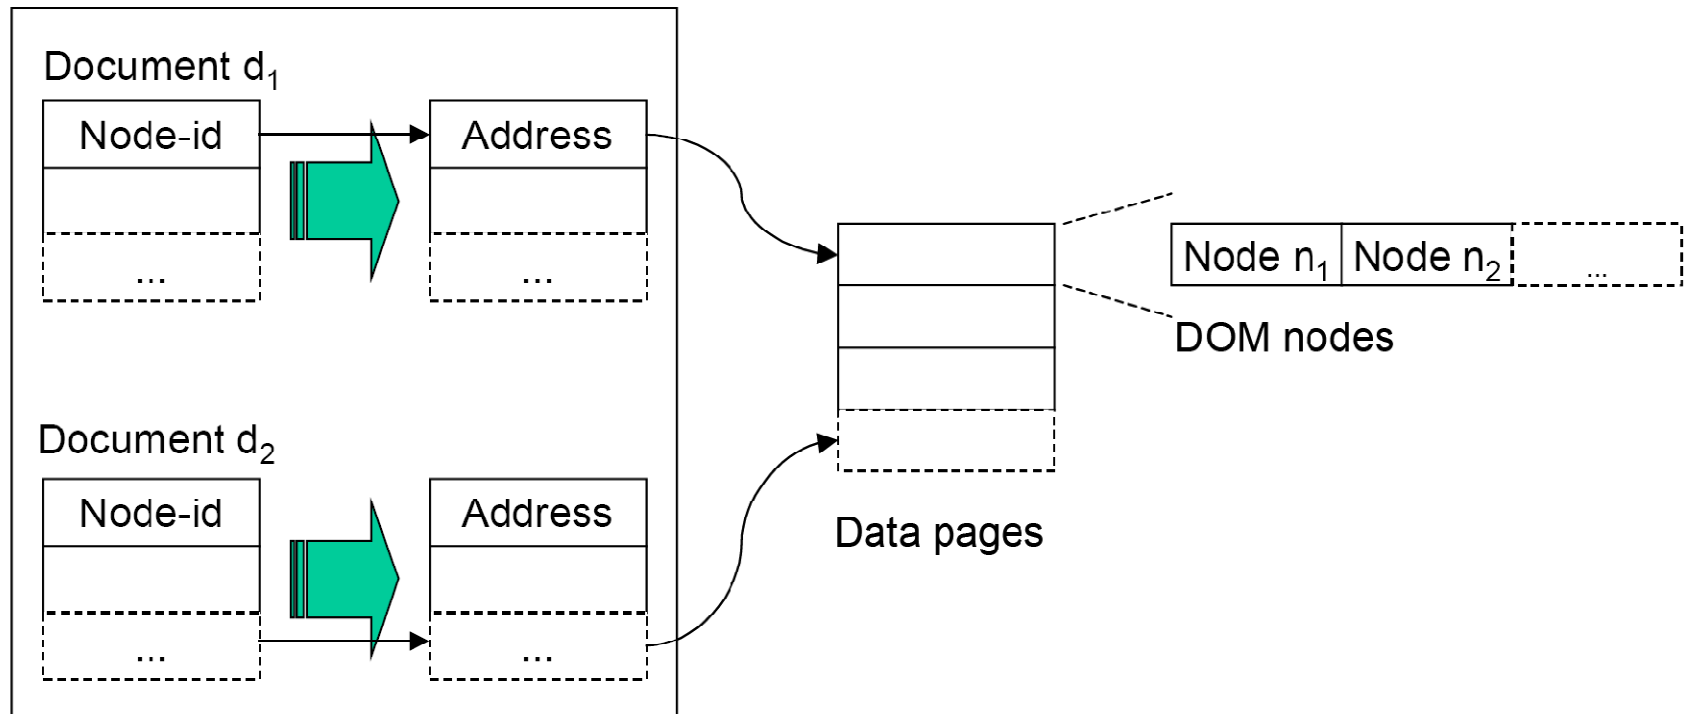 Document d₁
Node-id
Address
...
...
Node n₁ Node n₂ ...
DOM nodes
Document d₂
Node-id
Address
Data pages
...
...